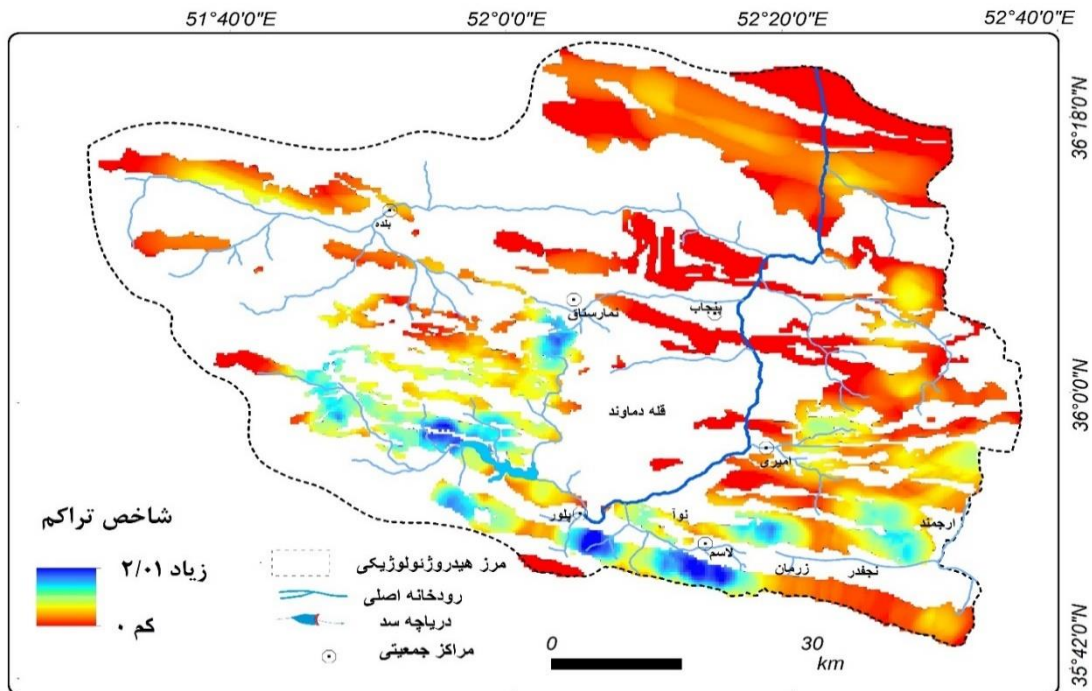 51°40'0"E
52°0'0"E
52°20'0"E
52°40'0"E
36°18'0"N
36°0'0"N
35°42'0"N
بلده
نمارستاق
پنجاب
قله دماوند
امیری
پلور
نوآ
لاسم
زرمان
نجفدر
ارجمند
شاخص تراکم
زیاد ۲/۰۱
کم ۰
مرز هیدروژئولوژیکی
رودخانه اصلی
دریاچه سد
مراکز جمعیتی
0 30
km